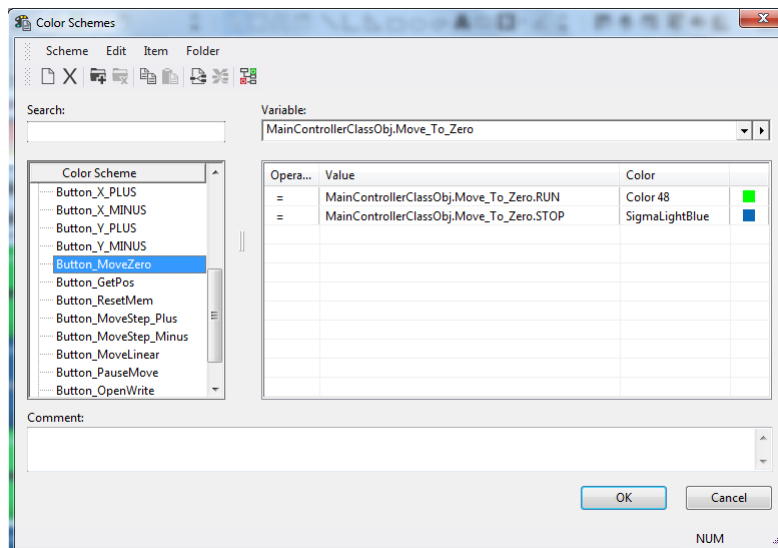 Color Schemes
Scheme Edit Item Folder
Search:
Variable:
MainControllerClassObj.Move_To_Zero
Color Scheme
Button_X_PLUS
Button_X_MINUS
Button_Y_PLUS
Button_Y_MINUS
Button_MoveZero
Button_GetPos
Button_ResetMem
Button_MoveStep_Plus
Button_MoveStep_Minus
Button_MoveLinear
Button_PauseMove
Button_OpenWrite
Opera... Value Color
= MainControllerClassObj.Move_To_Zero.RUN Color 48
= MainControllerClassObj.Move_To_Zero.STOP SigmaLightBlue
Comment:
OK Cancel
NUM